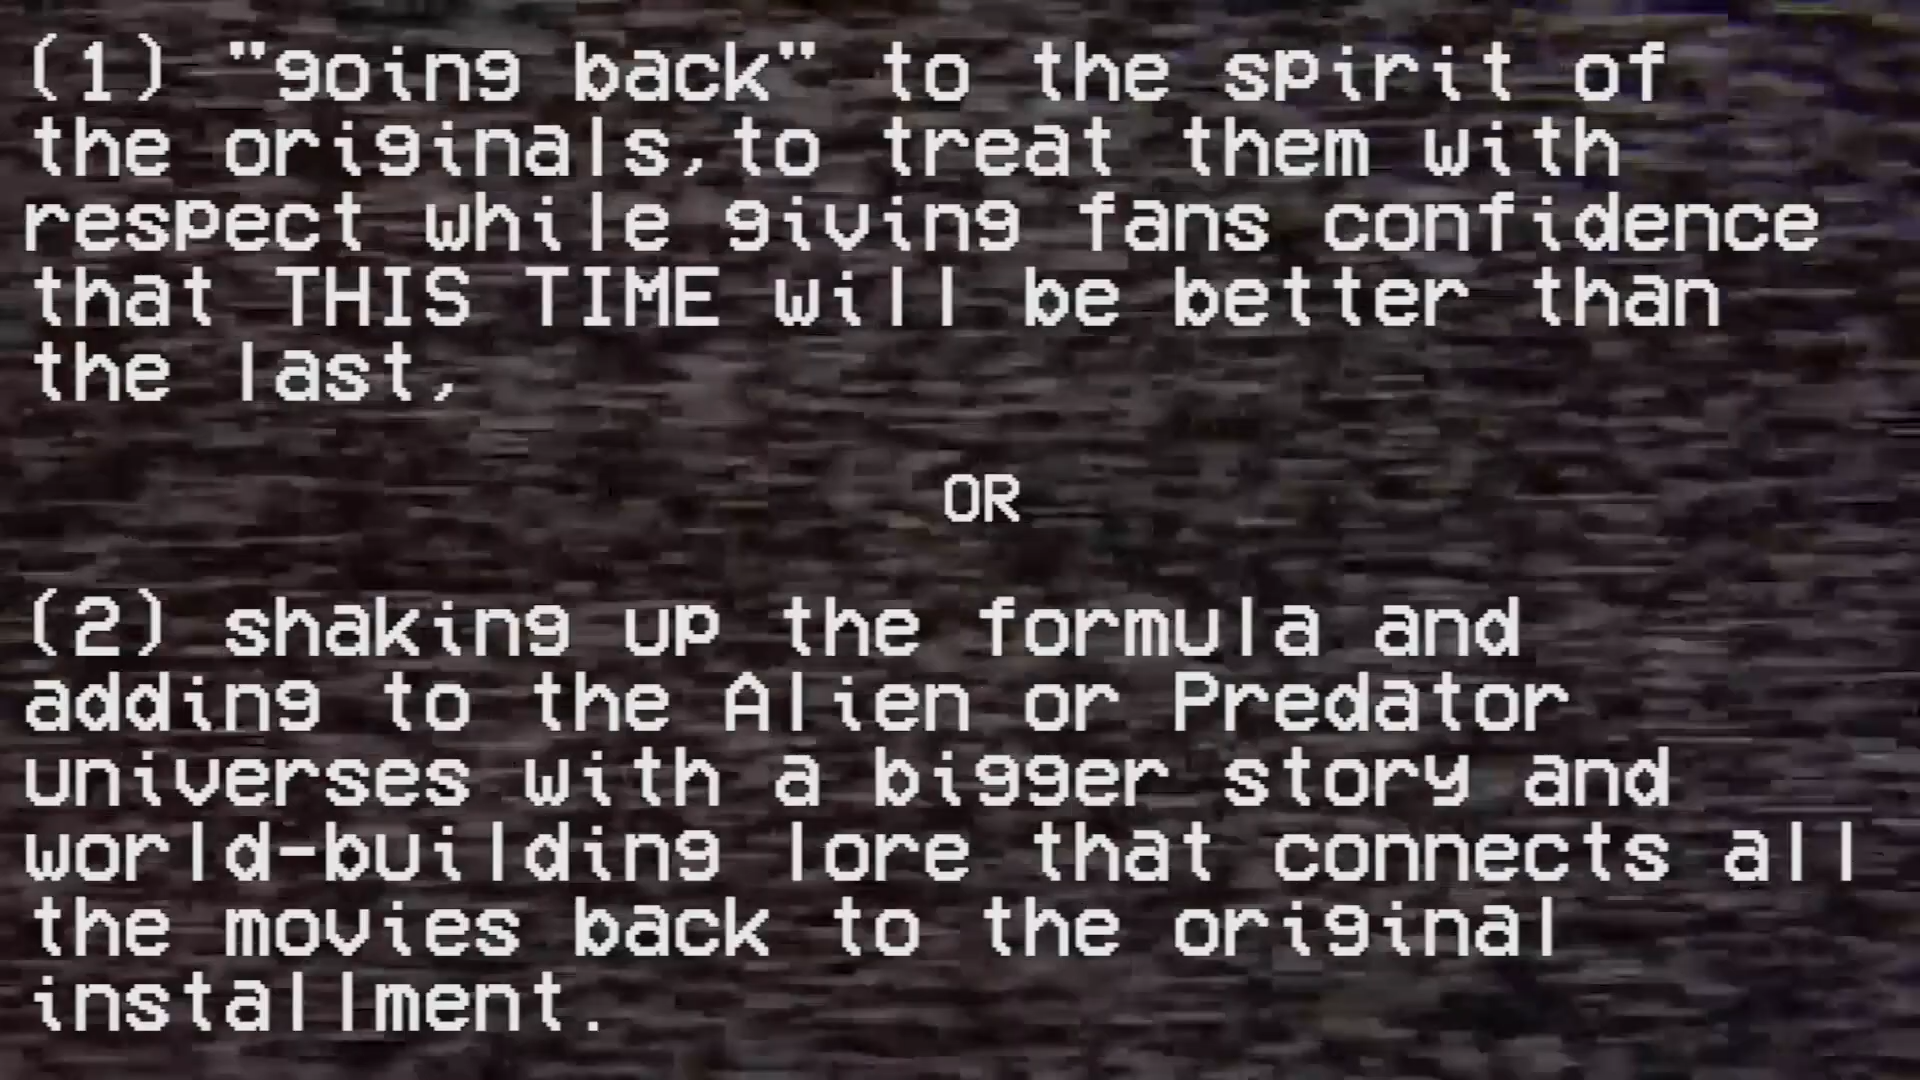 (1) "going back" to the spirit of
the originals,to treat them with
respect while giving fans confidence
that THIS TIME will be better than
the last,
OR
(2) shaking up the formula and
adding to the Alien or Predator
universes with a bigger story and
world-building lore that connects all
the movies back to the original
installment.